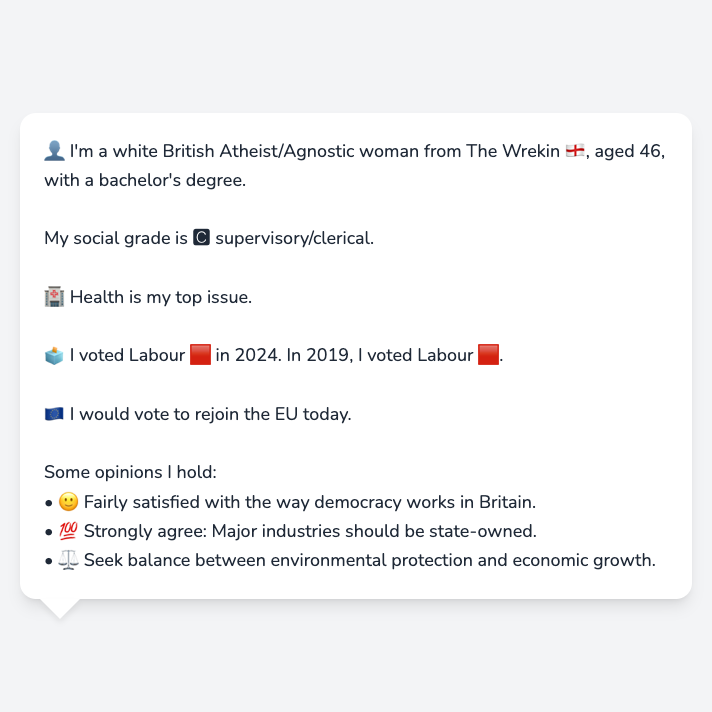 👤 I'm a white British Atheist/Agnostic woman from The Wrekin 🏴󠁧󠁢󠁥󠁮󠁧󠁿, aged 46,
with a bachelor's degree.
My social grade is 🅲 supervisory/clerical.
🏥 Health is my top issue.
🗳️ I voted Labour 🟥 in 2024. In 2019, I voted Labour 🟥.
🇪🇺 I would vote to rejoin the EU today.
Some opinions I hold:
• 🙂 Fairly satisfied with the way democracy works in Britain.
• 💯 Strongly agree: Major industries should be state-owned.
• ⚖️ Seek balance between environmental protection and economic growth.